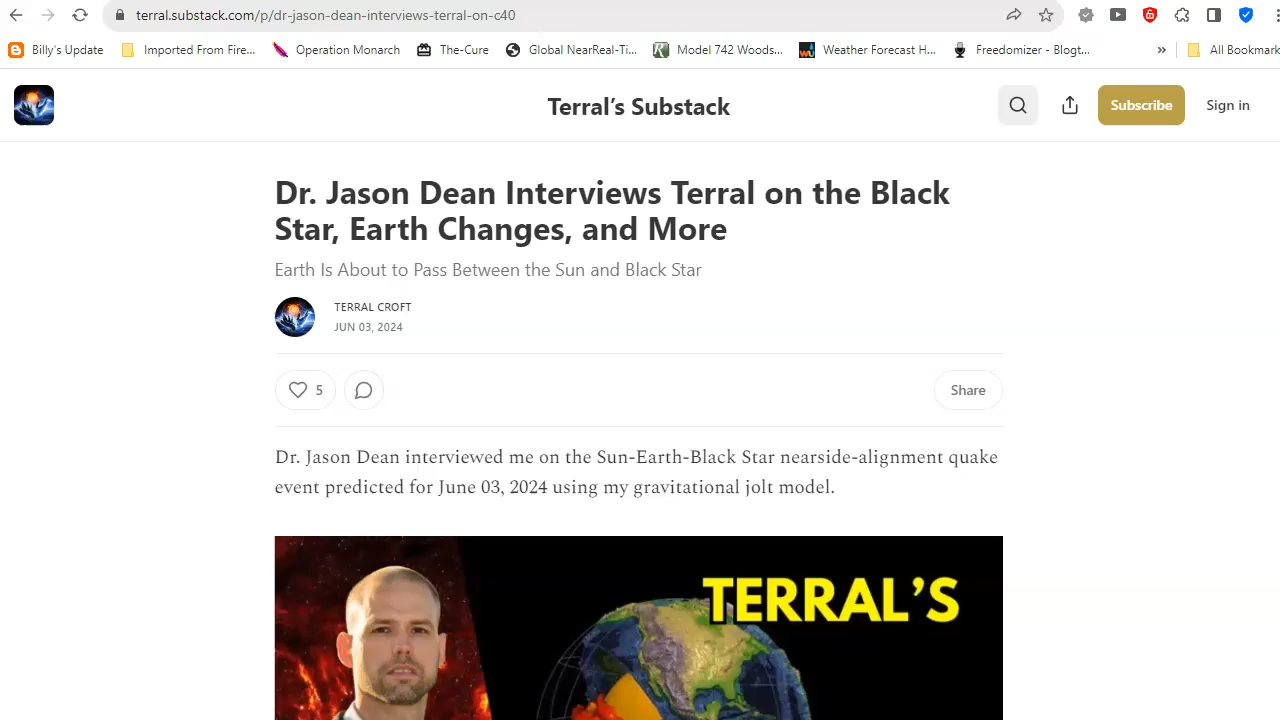 terral.substack.com/p/dr-jason-dean-interviews-terral-on-c40
Billy's Update
Imported From Fire...
Operation Monarch
The-Cure
Global NearReal-Ti...
Model 742 Woods...
Weather Forecast H...
Freedomizer - Blogt...
»
All Bookmark
Terral's Substack
Subscribe
Sign in
Dr. Jason Dean Interviews Terral on the Black
Star, Earth Changes, and More
Earth Is About to Pass Between the Sun and Black Star
TERRAL CROFT
JUN 03, 2024
5
Share
Dr. Jason Dean interviewed me on the Sun-Earth-Black Star nearside-alignment quake
event predicted for June 03, 2024 using my gravitational jolt model.
TERRAL'S